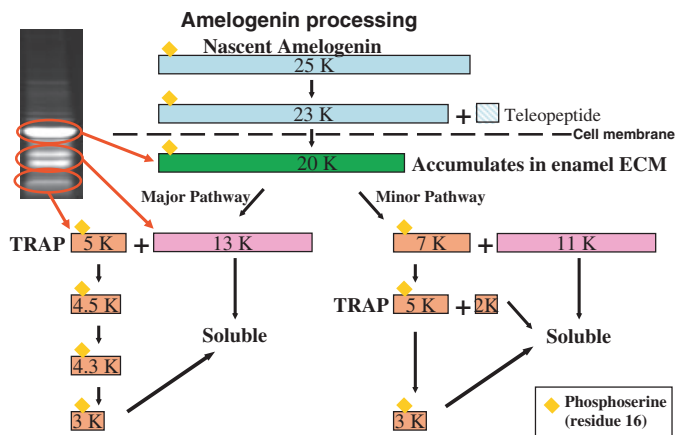 Amelogenin processing
Nascent Amelogenin
25 K
23 K
+
Teleopeptide
Cell membrane
20 K
Accumulates in enamel ECM
Major Pathway
Minor Pathway
TRAP
5 K
+
13 K
7 K
+
11 K
4.5 K
TRAP
5 K
+
2K
Soluble
Soluble
4.3 K
3 K
3 K
Phosphoserine
(residue 16)